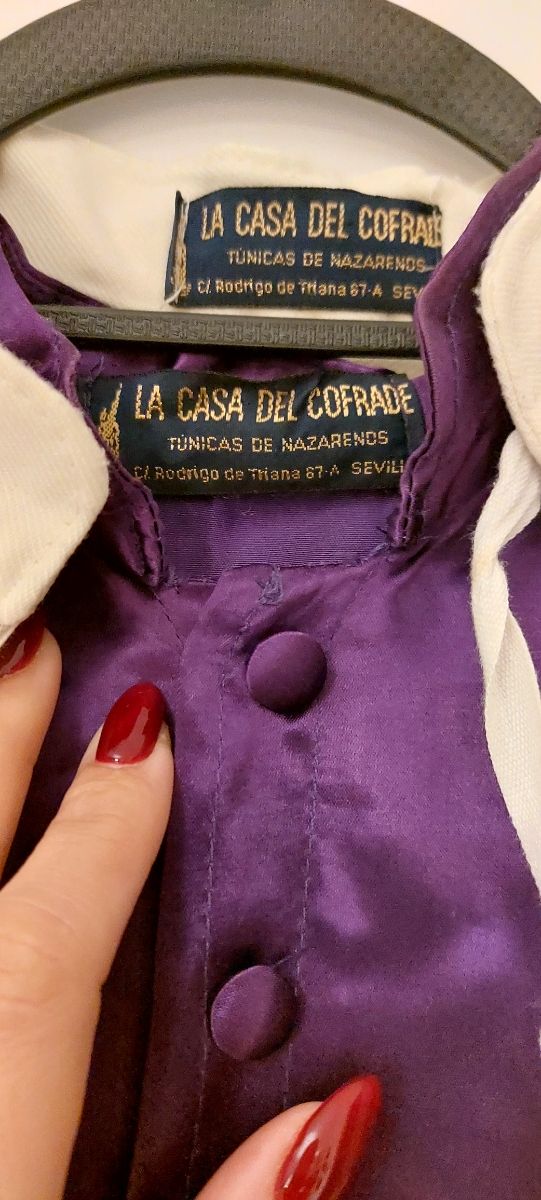 LA CASA DEL COFRADE
TÚNICAS DE NAZARENOS
C/. Rodrigo de Triana 67-A SEV
LA CASA DEL COFRADE
TÚNICAS DE NAZARENOS
C/. Rodrigo de Triana 67-A SEVILL